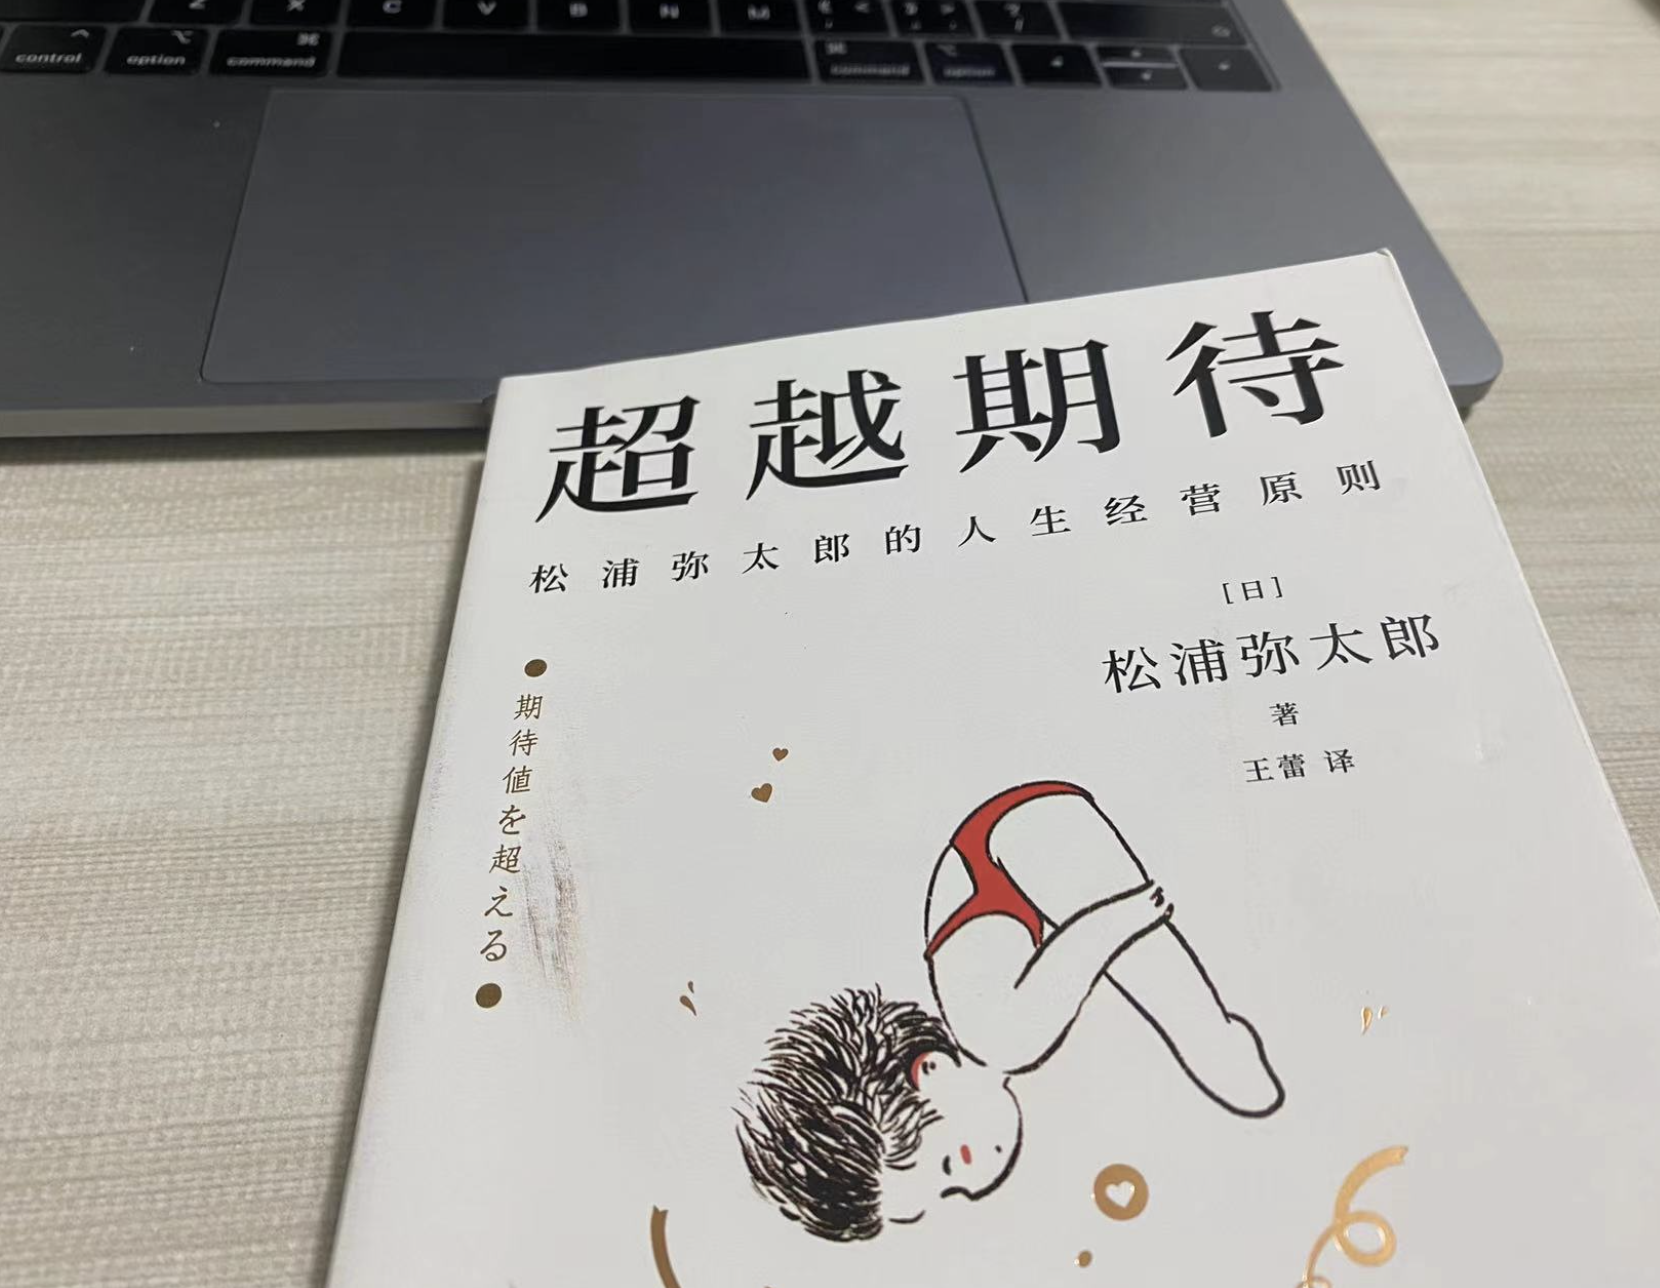 Z X C V B N M < > ?
control option command command option
超越期待
松浦弥太郎的人生经营原则
[日]
松浦弥太郎
著
王蕾 译
●期待値を超える●